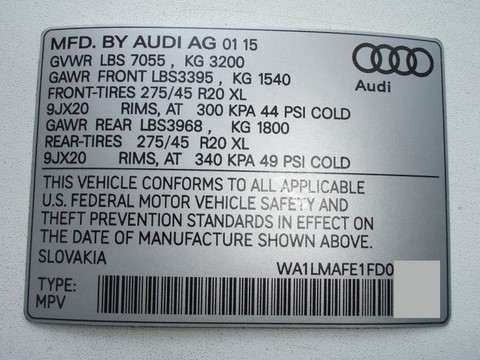 MFD. BY AUDI AG 01 15
GVWR LBS 7055 , KG 3200
GAWR FRONT LBS3395 , KG 1540
FRONT-TIRES 275/45 R20 XL
9JX20 RIMS, AT 300 KPA 44 PSI COLD
GAWR REAR LBS3968 , KG 1800
REAR-TIRES 275/45 R20 XL
9JX20 RIMS, AT 340 KPA 49 PSI COLD
Audi
THIS VEHICLE CONFORMS TO ALL APPLICABLE
U.S. FEDERAL MOTOR VEHICLE SAFETY AND
THEFT PREVENTION STANDARDS IN EFFECT ON
THE DATE OF MANUFACTURE SHOWN ABOVE.
SLOVAKIA WA1LMAFE1FD0
TYPE:
MPV